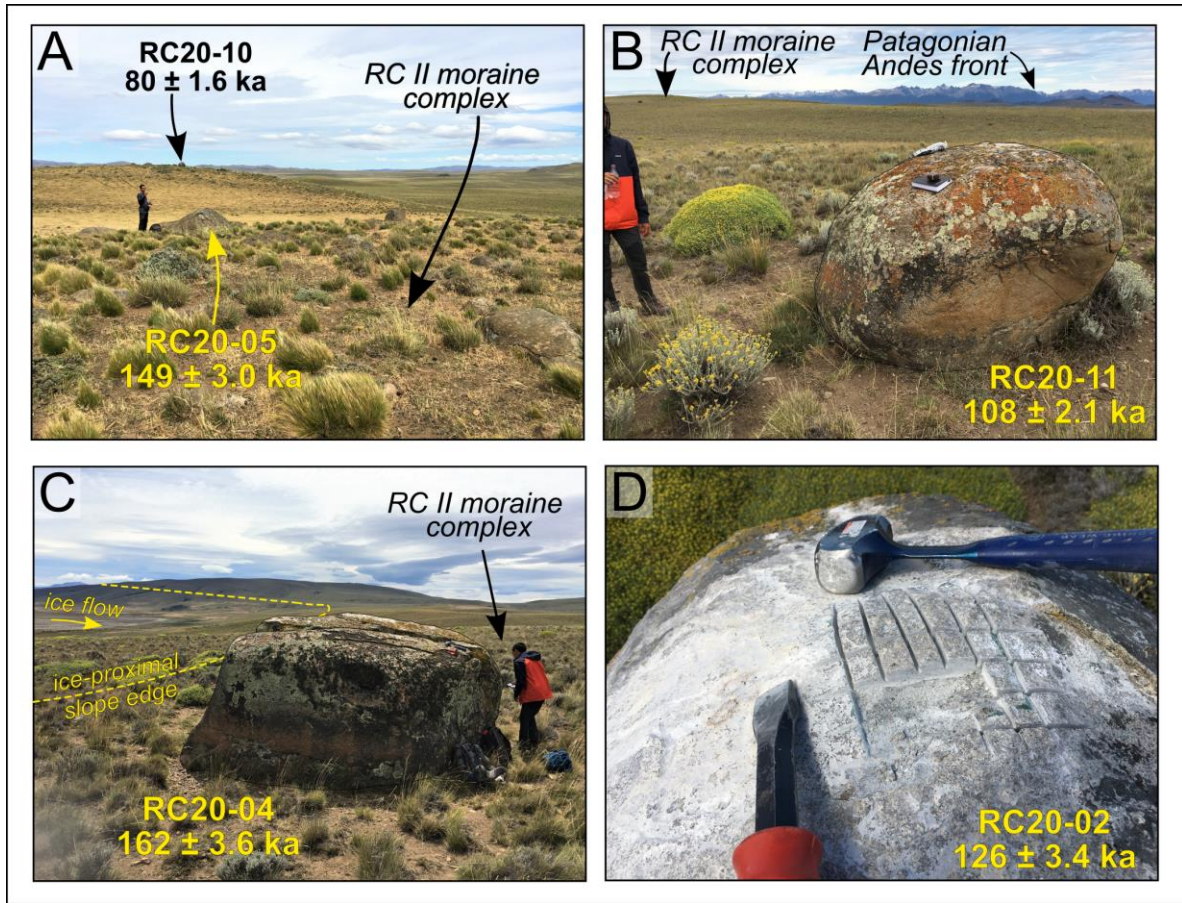 A
RC20-10
80 ± 1.6 ka
RC II moraine
complex
RC20-05
149 ± 3.0 ka
B
RC II moraine
complex
Patagonian
Andes front
RC20-11
108 ± 2.1 ka
C
RC II moraine
complex
ice flow
ice-proximal
slope edge
RC20-04
162 ± 3.6 ka
D
RC20-02
126 ± 3.4 ka